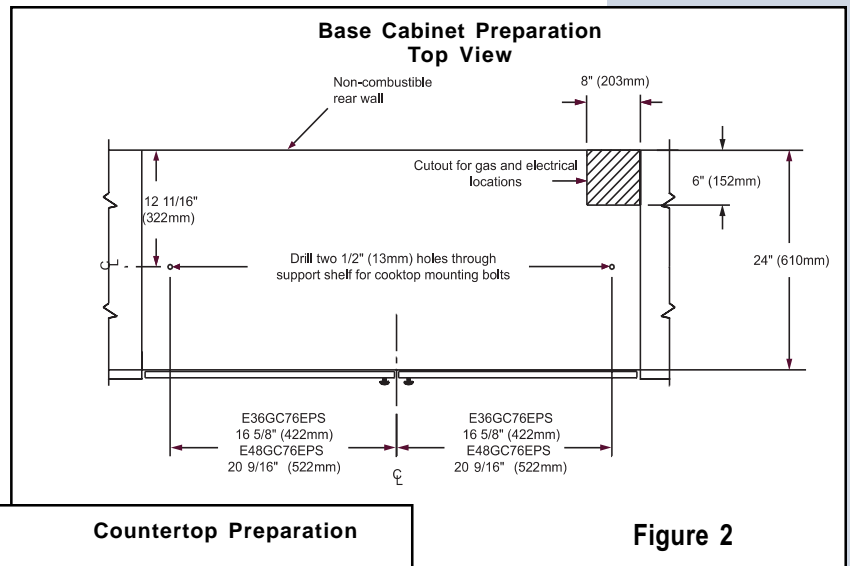 Base Cabinet Preparation
Top View
Non-combustible
rear wall
8" (203mm)
Cutout for gas and electrical
locations
6" (152mm)
12 11/16"
(322mm)
24" (610mm)
CL
Drill two 1/2" (13mm) holes through
support shelf for cooktop mounting bolts
E36GC76EPS
16 5/8" (422mm)
E48GC76EPS
20 9/16" (522mm)
E36GC76EPS
16 5/8" (422mm)
E48GC76EPS
20 9/16" (522mm)
CL
Countertop Preparation
Figure 2